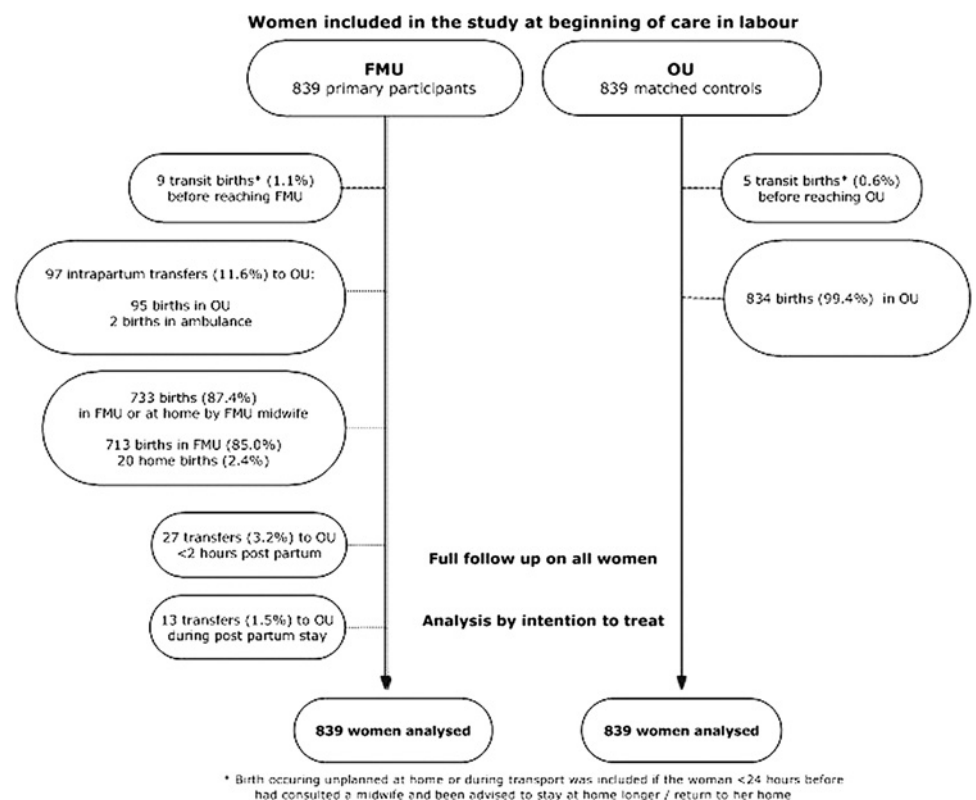 Women included in the study at beginning of care in labour
FMU
839 primary participants
OU
839 matched controls
9 transit births* (1.1%)
before reaching FMU
5 transit births* (0.6%)
before reaching OU
97 intrapartum transfers (11.6%) to OU:
95 births in OU
2 births in ambulance
834 births (99.4%) in OU
733 births (87.4%)
in FMU or at home by FMU midwife
713 births in FMU (85.0%)
20 home births (2.4%)
27 transfers (3.2%) to OU
<2 hours post partum
Full follow up on all women
13 transfers (1.5%) to OU
during post partum stay
Analysis by intention to treat
839 women analysed
839 women analysed
* Birth occuring unplanned at home or during transport was included if the woman <24 hours before
had consulted a midwife and been advised to stay at home longer / return to her home